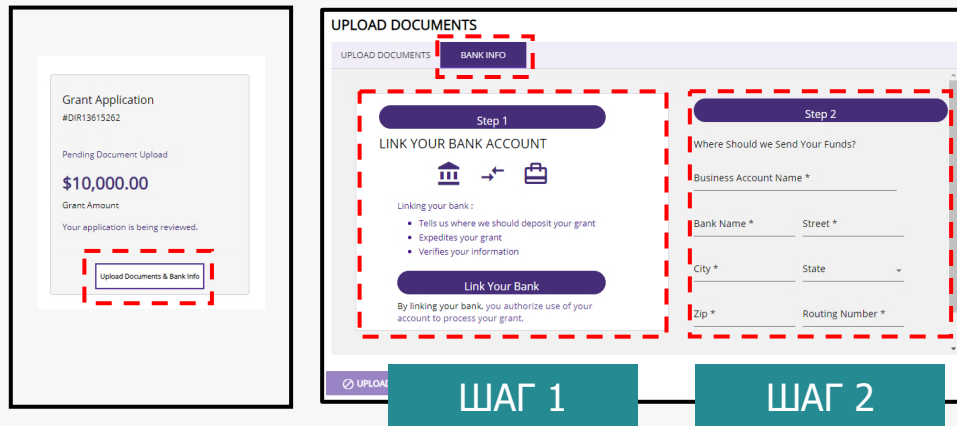 Grant Application
#DIR13615262
Pending Document Upload
$10,000.00
Grant Amount
Your application is being reviewed.
Upload Documents & Bank Info
UPLOAD DOCUMENTS
UPLOAD DOCUMENTS
BANK INFO
Step 1
LINK YOUR BANK ACCOUNT
Linking your bank :
• Tells us where we should deposit your grant
• Expedites your grant
• Verifies your information
Link Your Bank
By linking your bank, you authorize use of your
account to process your grant.
Step 2
Where Should we Send Your Funds?
Business Account Name *
Bank Name * Street *
City * State
Zip * Routing Number *
ШАГ 1
ШАГ 2